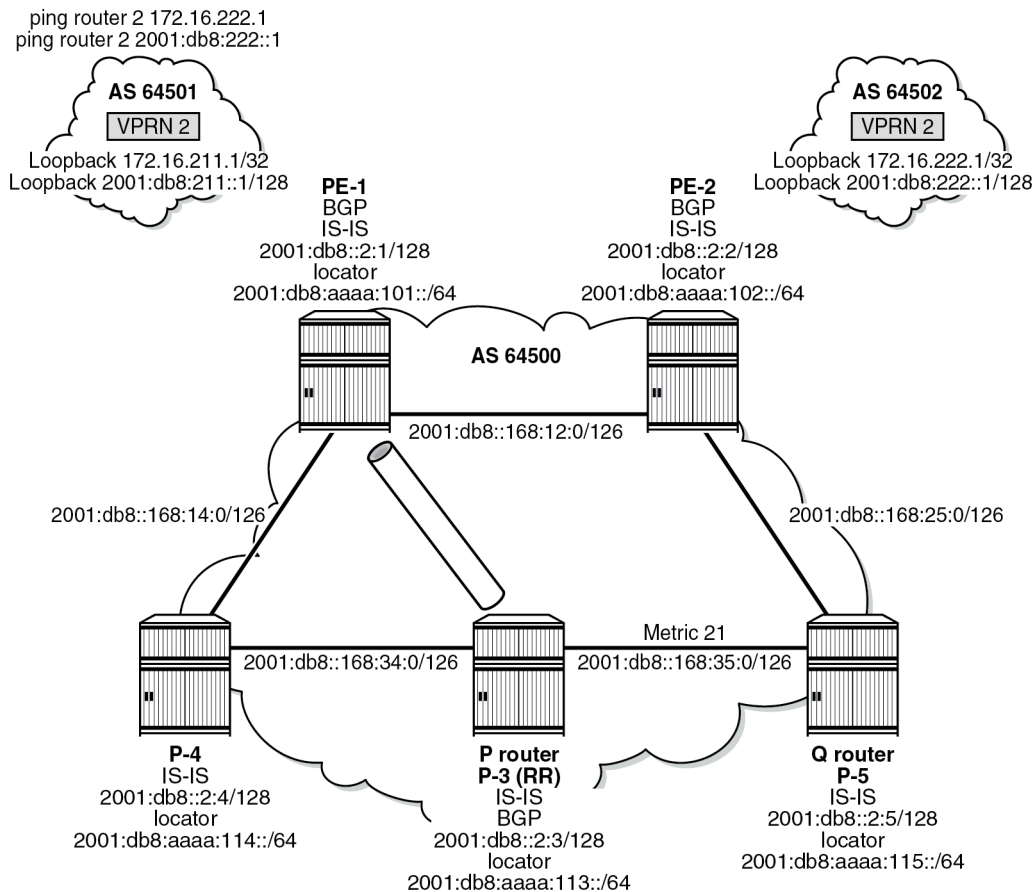 ping router 2 172.16.222.1
ping router 2 2001:db8:222::1
AS 64501
VPRN 2
Loopback 172.16.211.1/32
Loopback 2001:db8:211::1/128
AS 64502
VPRN 2
Loopback 172.16.222.1/32
Loopback 2001:db8:222::1/128
PE-1
BGP
IS-IS
2001:db8::2:1/128
locator
2001:db8:aaaa:101::/64
PE-2
BGP
IS-IS
2001:db8::2:2/128
locator
2001:db8:aaaa:102::/64
AS 64500
2001:db8::168:12:0/126
2001:db8::168:14:0/126
2001:db8::168:25:0/126
Metric 21
2001:db8::168:34:0/126
2001:db8::168:35:0/126
P-4
IS-IS
2001:db8::2:4/128
locator
2001:db8:aaaa:114::/64
P router
P-3 (RR)
IS-IS
BGP
2001:db8::2:3/128
locator
2001:db8:aaaa:113::/64
Q router
P-5
IS-IS
2001:db8::2:5/128
locator
2001:db8:aaaa:115::/64